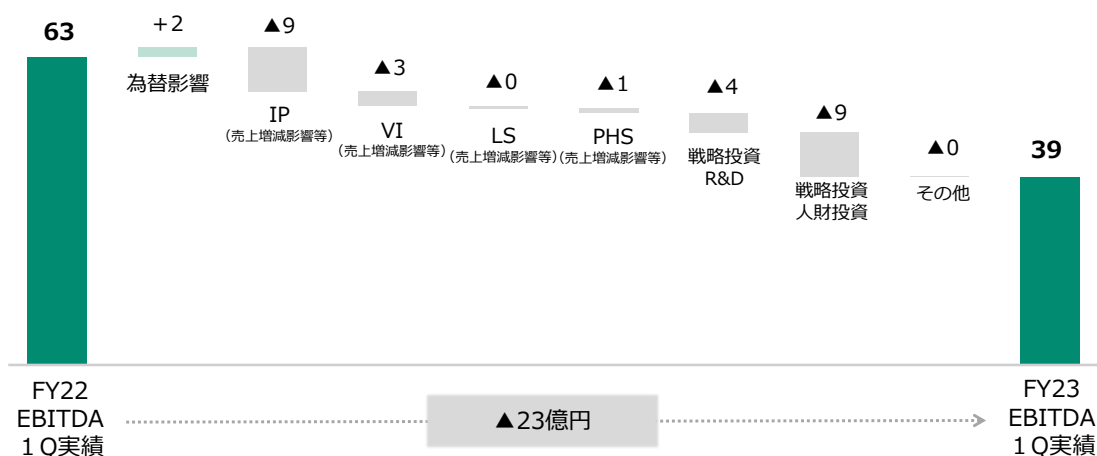 63
+2
▲9
▲3
▲0
▲1
▲4
▲9
▲0
39
為替影響
IP
(売上増減影響等)
VI
(売上増減影響等)
LS
(売上増減影響等)
PHS
(売上増減影響等)
戦略投資
R&D
戦略投資
人財投資
その他
FY22
EBITDA
1Q実績
▲23億円
FY23
EBITDA
1Q実績